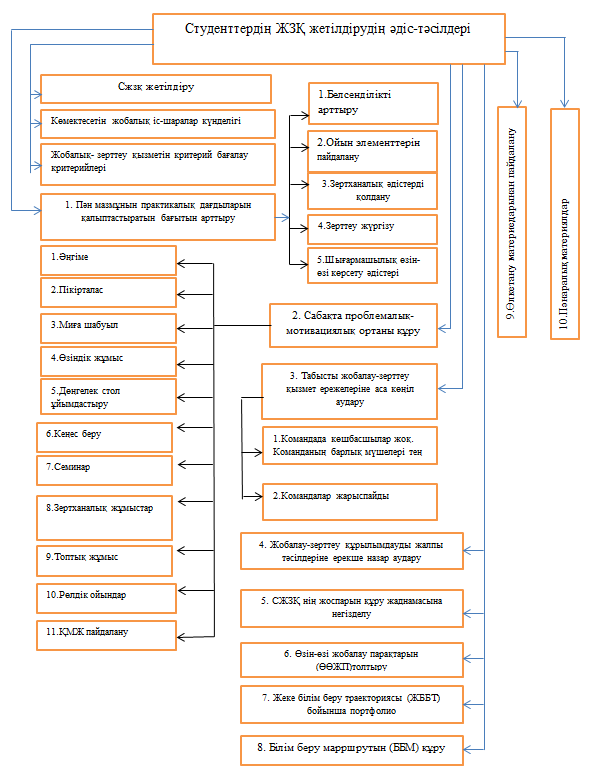 Студенттердің ЖЗҚ жетілдірудің әдіс-тәсілдері
Сжзқ жетілдіру
Көмектесетін жобалық іс-шаралар күнделігі
Жобалық- зерттеу қызметін критерий бағалау
критерийлері
1. Пән мазмұнын практикалық дағдыларын
қалыптастыратын бағытын арттыру
1.Белсенділікті
арттыру
2.Ойын элементтерін
пайдалану
3.Зертханалық әдістерді
қолдану
4.Зерттеу жүргізу
5.Шығармашылық өзін-
өзі көрсету әдістері
9.Өлкетану материедарынан пайдалану
10.Пәнаралық материялдар
1.Әңгіме
2.Пікірталас
3.Миға шабуыл
4.Өзіндік жұмыс
5.Дөңгелек стол
ұйымдастыру
6.Кеңес беру
7.Семинар
8.Зертханалық жұмыстар
9.Топтық жұмыс
10.Рөлдік ойындар
11.ҚМЖ пайдалану
2. Сабақта проблемалық-
мотивациялық ортаны құру
3. Табысты жобалау-зерттеу
қызмет ережелеріне аса көңіл
аудару
1.Командада көшбасшылар жоқ.
Команданың барлық мүшелері тең
2.Командалар жарыспайды
4. Жобалау-зерттеу құрылымдауды жалпы
тәсілдеріне ерекше назар аудару
5. СЖЗҚ нің жоспарын құру жаднамасына
негізделу
6. Өзін-өзі жобалау парақтарын
(ӨӨЖП)толтыру
7. Жеке білім беру траекториясы (ЖББТ)
бойынша портфолио
8. Білім беру марршрутын (ББМ) құру